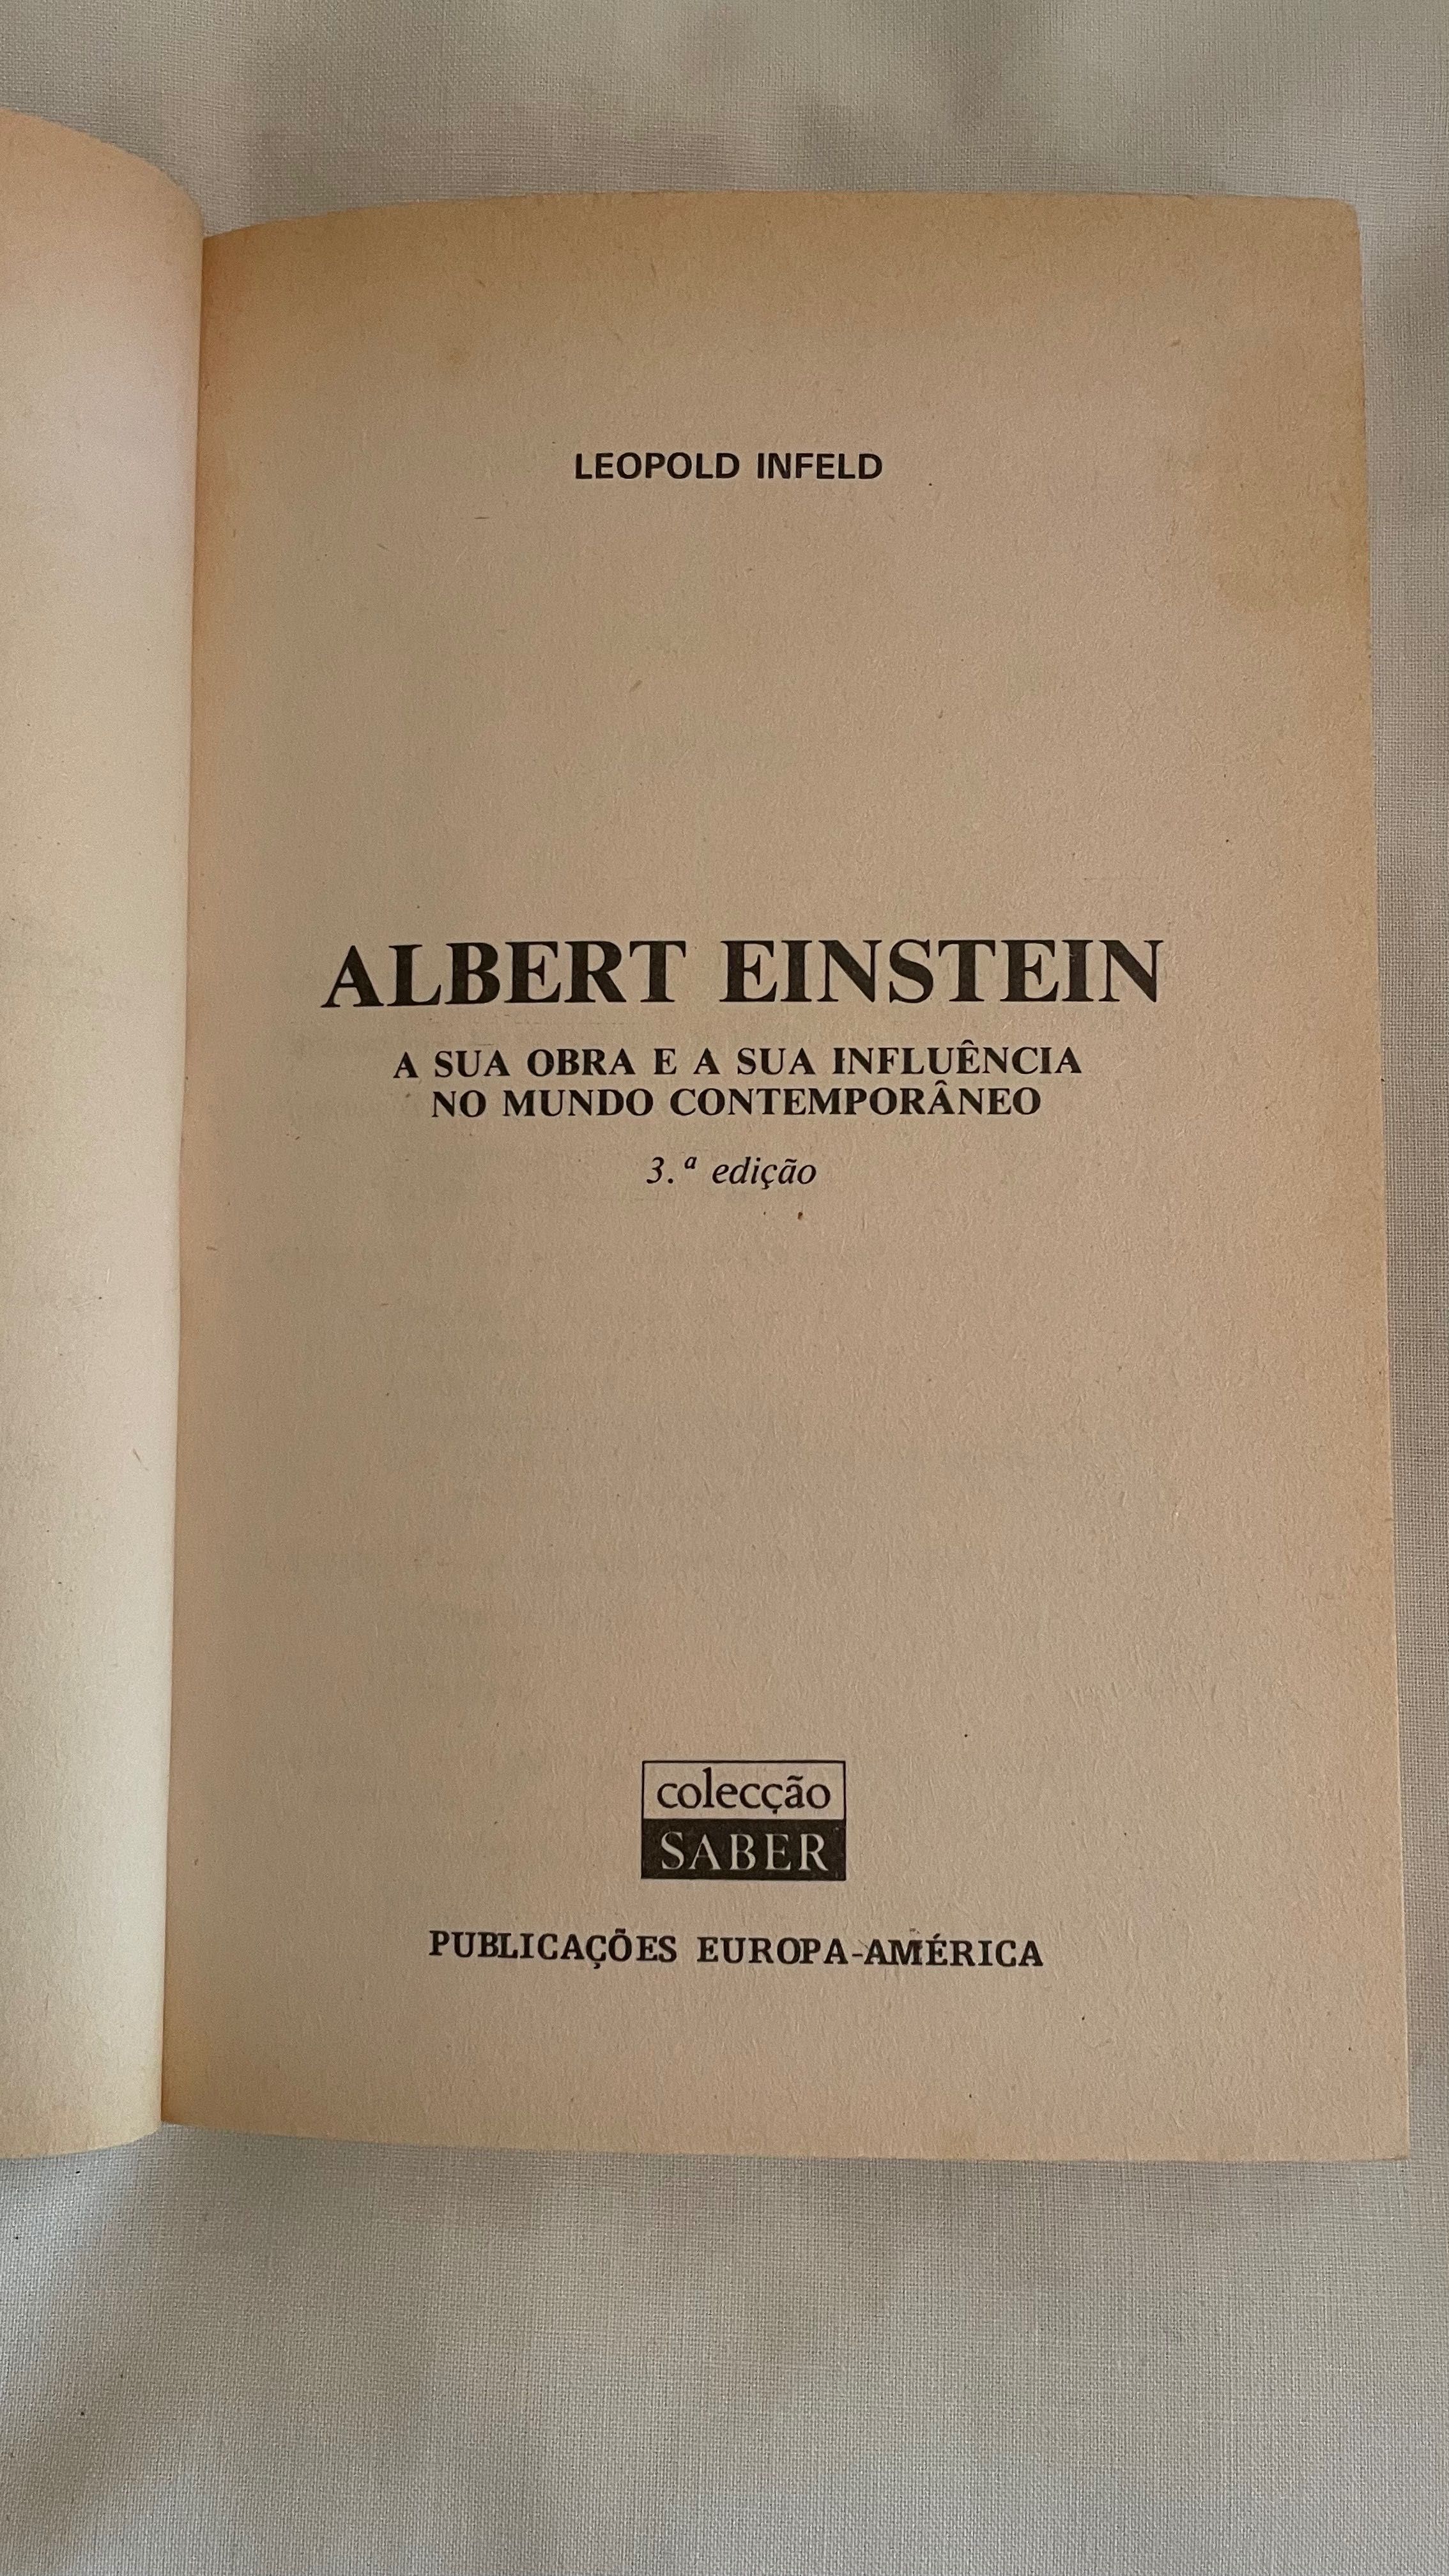 LEOPOLD INFELD
ALBERT EINSTEIN
A SUA OBRA E A SUA INFLUÊNCIA
NO MUNDO CONTEMPORÂNEO
3.ª edição
colecção
SABER
PUBLICAÇÕES EUROPA-AMÉRICA